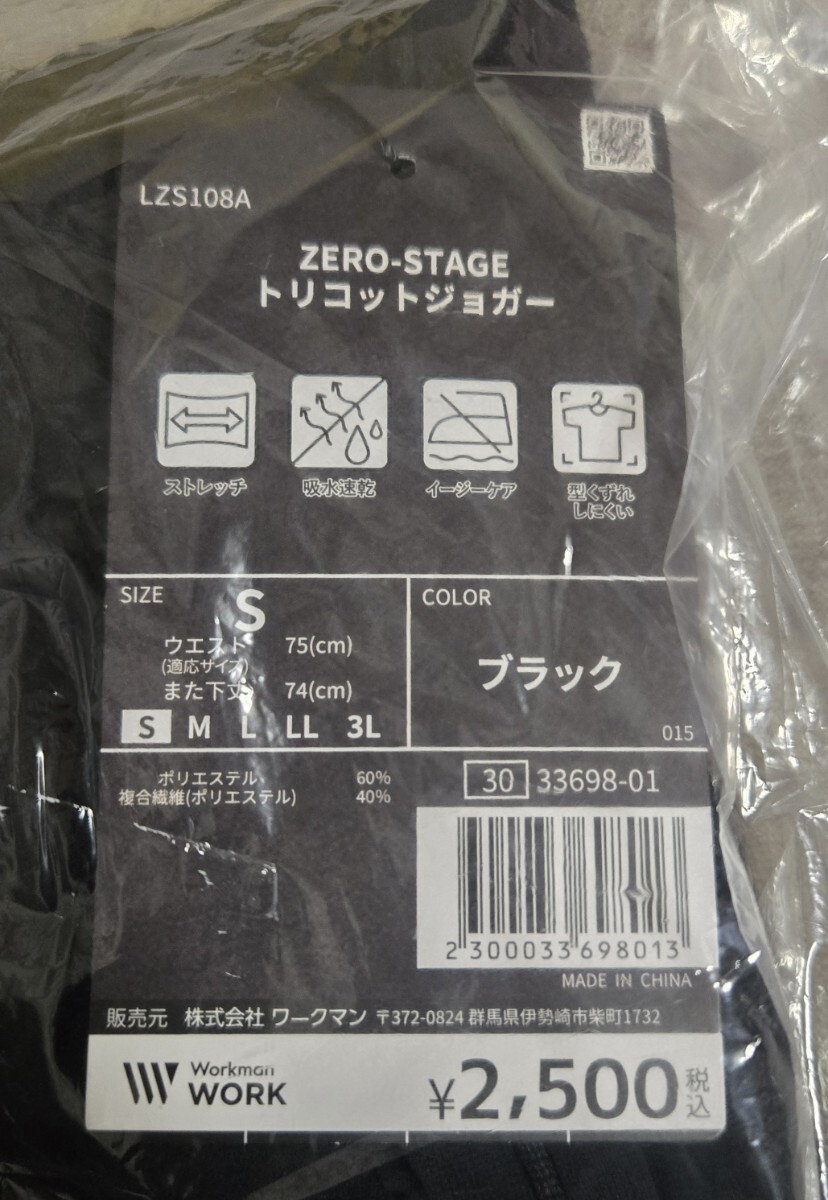 LZS108A
ZERO-STAGE
トリコットジョガー
ストレッチ
吸水速乾
イージーケア
型くずれ
しにくい
SIZE
S
ウエスト 75(cm)
(適応サイズ)
また下丈 74(cm)
S M L LL 3L
COLOR
ブラック
015
ポリエステル 60%
複合繊維(ポリエステル) 40%
30 33698-01
2 300033 698013
MADE IN CHINA
販売元 株式会社 ワークマン 〒372-0824 群馬県伊勢崎市柴町1732
Workman
WORK
¥2,500税込